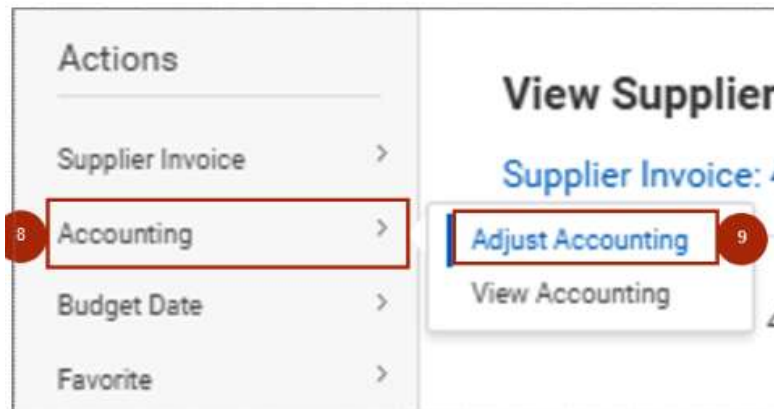 Actions
View Supplier
Supplier Invoice
Supplier Invoice:
8
Accounting
Adjust Accounting
9
View Accounting
Budget Date
Favorite